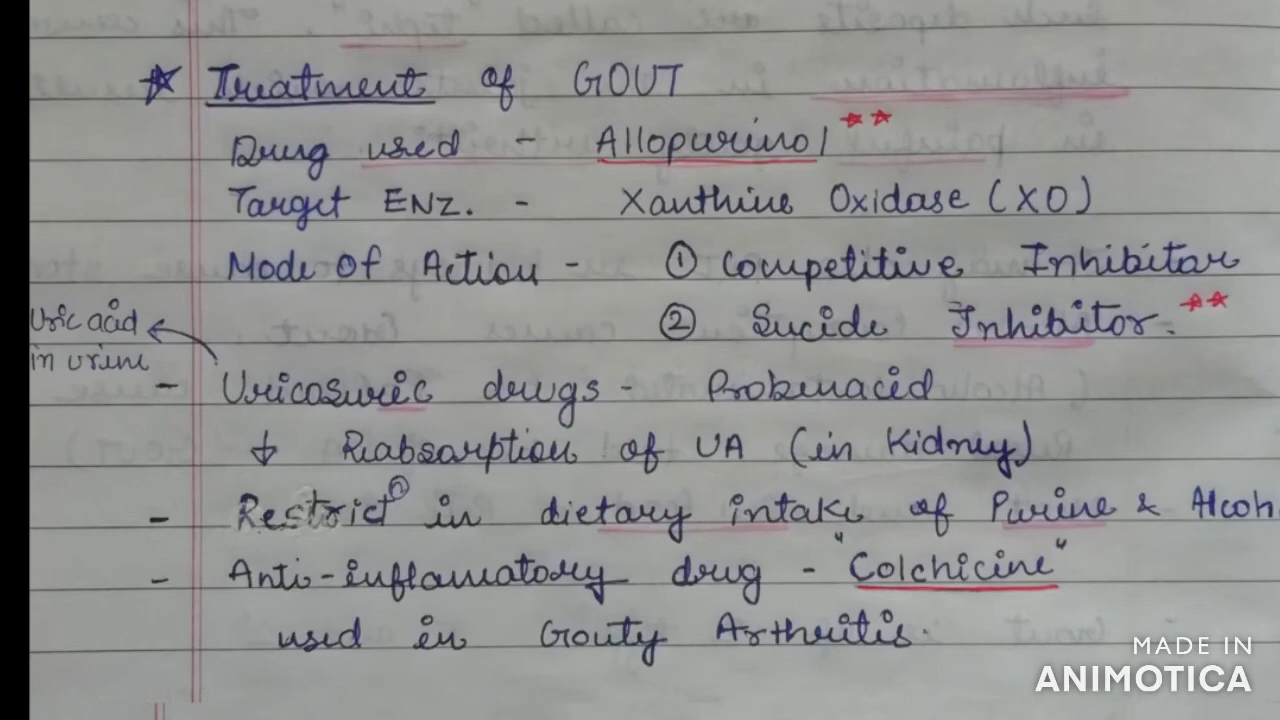 ☆ Treatment of GOUT
Drug used - Allopurinol **
Target ENZ. - Xanthine Oxidase (XO)
Mode Of Action - ① Competitive Inhibitor
② Sucide Inhibitor. **
Uric acid
in urine
- Uricosuric drugs - Probenacid
↓ Reabsorption of UA (in Kidney)
- Restrictⁿ in dietary intake of Purine & Alcoh
- Anti-inflamatory drug - "Colchicine"
used in Gouty Arthritis.
MADE IN
ANIMOTICA